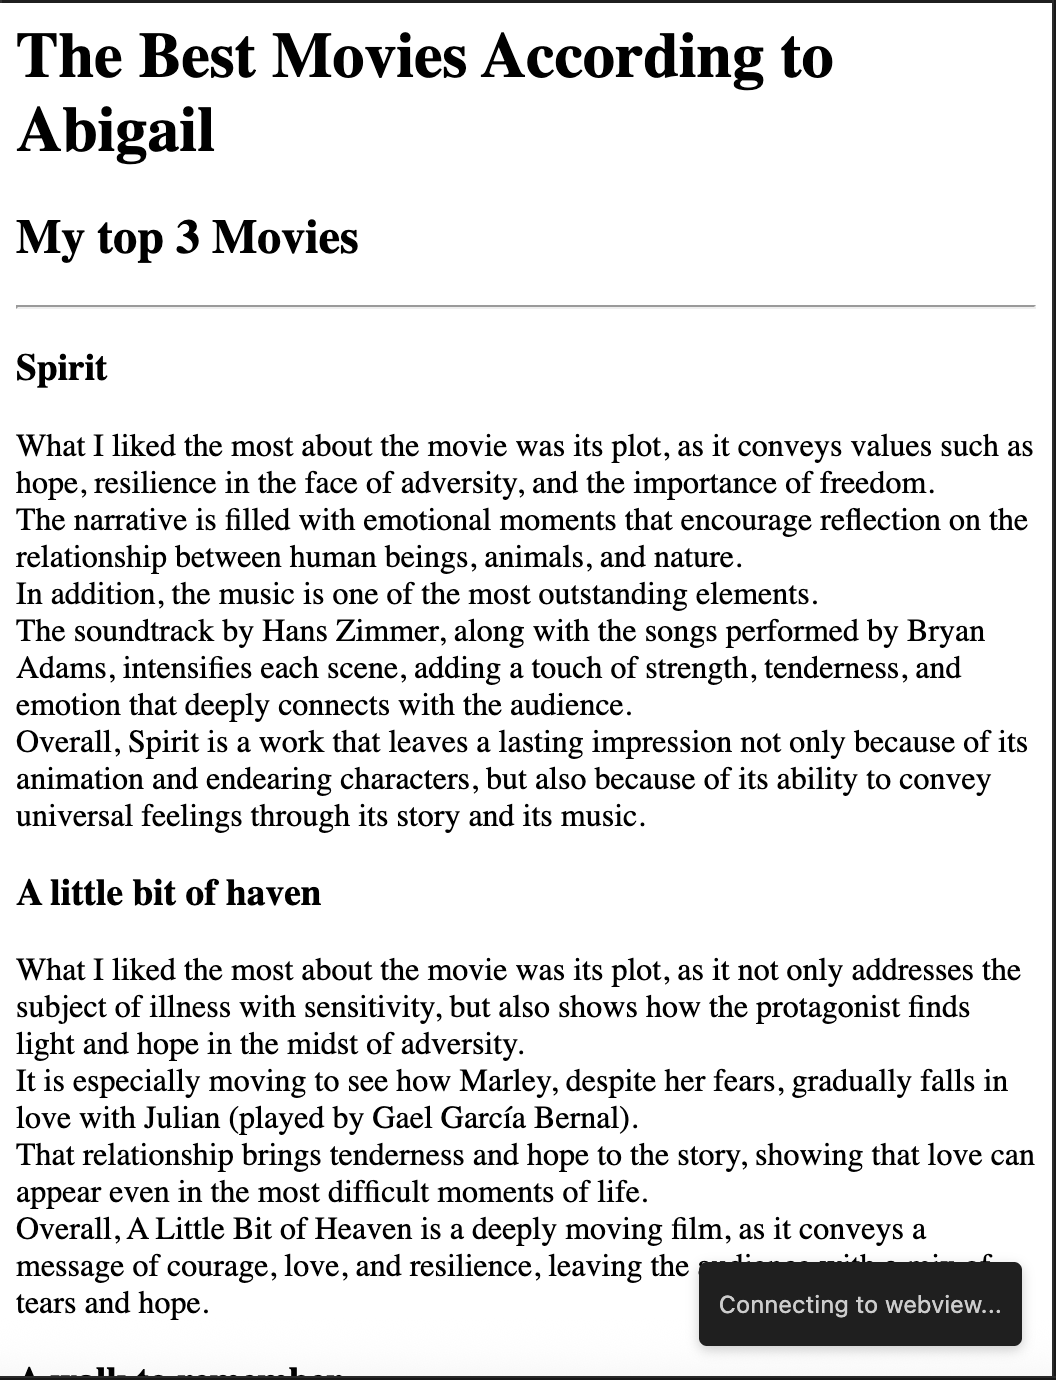 The Best Movies According to
Abigail
My top 3 Movies
Spirit
What I liked the most about the movie was its plot, as it conveys values such as
hope, resilience in the face of adversity, and the importance of freedom.
The narrative is filled with emotional moments that encourage reflection on the
relationship between human beings, animals, and nature.
In addition, the music is one of the most outstanding elements.
The soundtrack by Hans Zimmer, along with the songs performed by Bryan
Adams, intensifies each scene, adding a touch of strength, tenderness, and
emotion that deeply connects with the audience.
Overall, Spirit is a work that leaves a lasting impression not only because of its
animation and endearing characters, but also because of its ability to convey
universal feelings through its story and its music.
A little bit of haven
What I liked the most about the movie was its plot, as it not only addresses the
subject of illness with sensitivity, but also shows how the protagonist finds
light and hope in the midst of adversity.
It is especially moving to see how Marley, despite her fears, gradually falls in
love with Julian (played by Gael García Bernal).
That relationship brings tenderness and hope to the story, showing that love can
appear even in the most difficult moments of life.
Overall, A Little Bit of Heaven is a deeply moving film, as it conveys a
message of courage, love, and resilience, leaving the audience with a mix of
tears and hope.
Connecting to webview...
A walk to remember